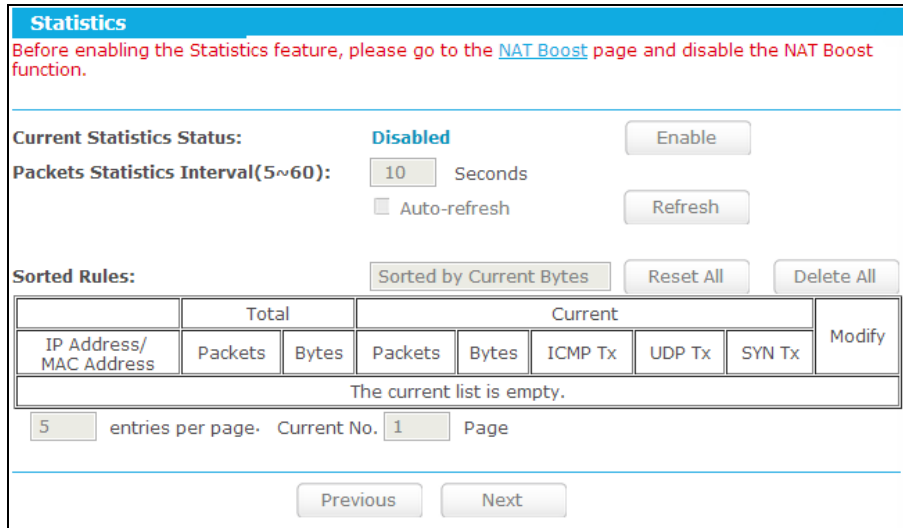 Statistics
Before enabling the Statistics feature, please go to the NAT Boost page and disable the NAT Boost
function.
Current Statistics Status: Disabled Enable
Packets Statistics Interval(5~60): 10 Seconds
Auto-refresh Refresh
Sorted Rules: Sorted by Current Bytes Reset All Delete All
Total Current Modify
IP Address/
MAC Address Packets Bytes Packets Bytes ICMP Tx UDP Tx SYN Tx
The current list is empty.
5 entries per page. Current No. 1 Page
Previous Next